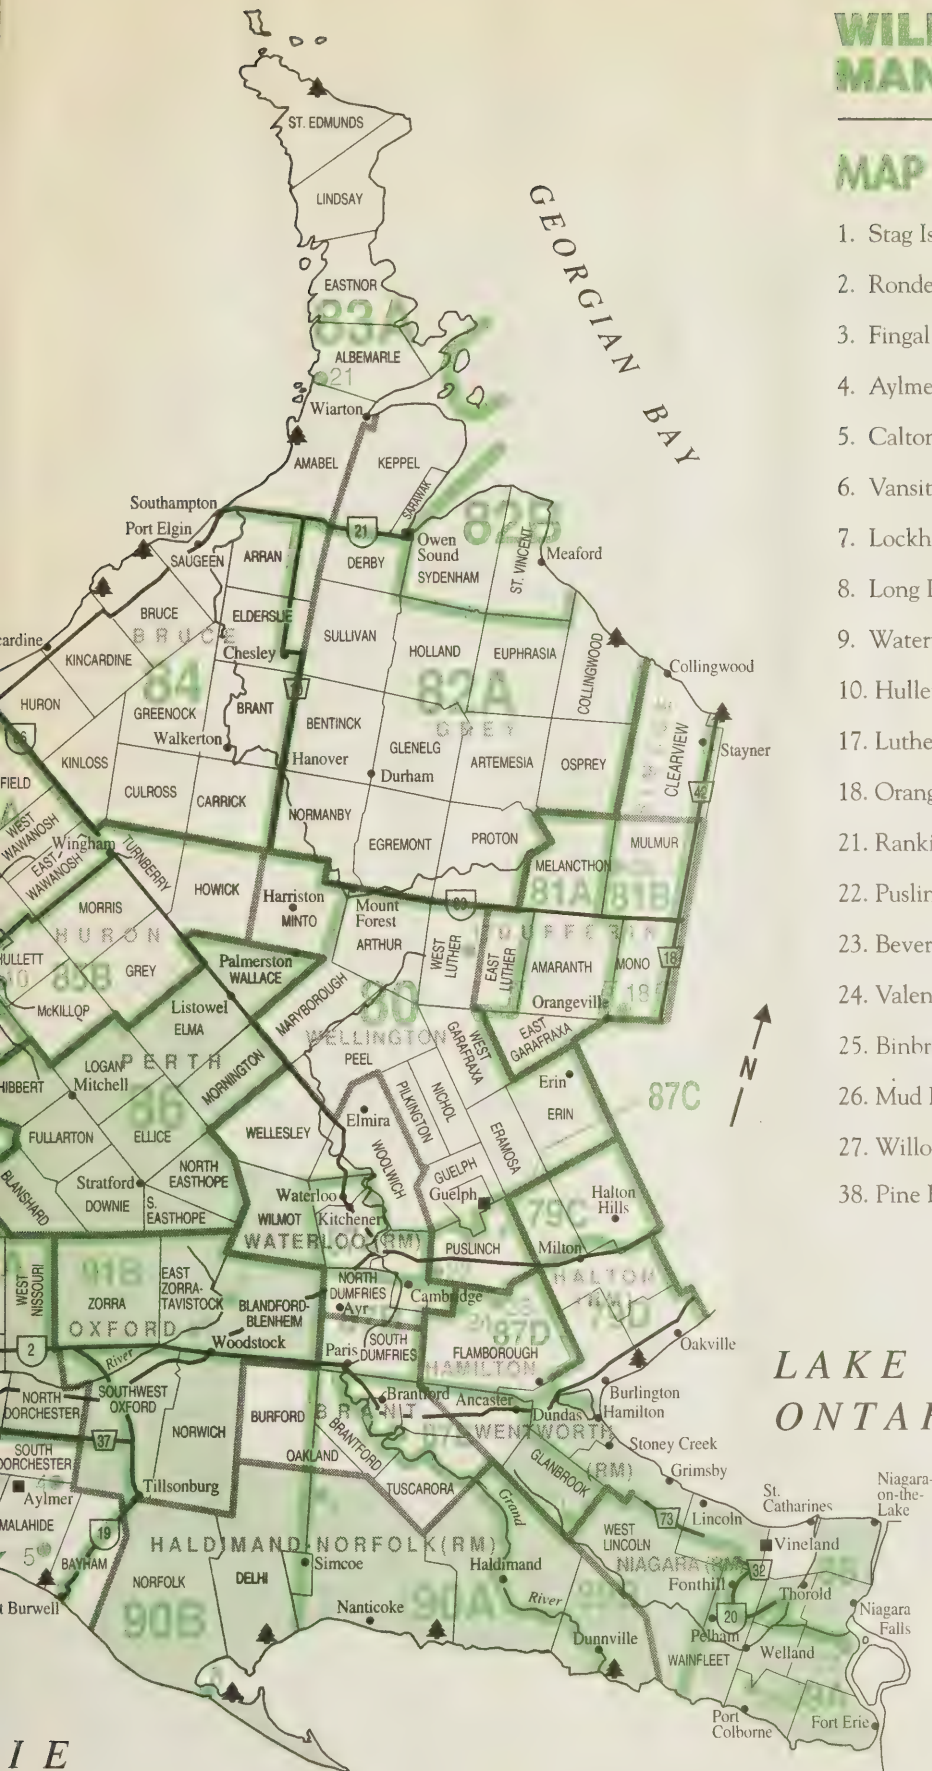 ST. EDMUNDS
LINDSAY
EASTNOR
83A
ALBEMARLE
21
Wiarton
AMABEL
KEPPEL
SARAWAK
GEORGIAN BAY
Southampton
Port Elgin
SAUGEEN
ARRAN
21
DERBY
Owen
Sound
SYDENHAM
82B
ST. VINCENT
Meaford
BRUCE
ELDERSLIE
BRUCE
Chesley
SULLIVAN
HOLLAND
EUPHRASIA
COLLINGWOOD
Collingwood
KINCARDINE
84
82A
HURON
GREENOCK
BRANT
BENTINCK
GREY
GLENELG
CLEARVIEW
Stayner
Walkerton
Hanover
Durham
ARTEMESIA
OSPREY
KINLOSS
CULROSS
CARRICK
NORMANBY
EGREMONT
PROTON
MELANCTHON
MULMUR
WEST
WAWANOSH
EAST
WAWANOSH
Wingham
TURNBERRY
HOWICK
Harriston
MINTO
Mount
Forest
ARTHUR
81A
81B
MORRIS
HURON
85B
GREY
McKILLOP
Palmerston
WALLACE
Listowel
ELMA
MARYBOROUGH
80
WELLINGTON
WEST
LUTHER
EAST
LUTHER
DUFFERIN
AMARANTH
MONO
18
Orangeville
18
EAST
GARAFRAXA
WEST
GARAFRAXA
LOGAN
PERTH
Mitchell
MORNINGTON
PEEL
PILKINGTON
NICHOL
Erin
ERIN
87C
N
HIBBERT
FULLARTON
86
ELLICE
WELLESLEY
Elmira
WOOLWICH
GUELPH
Guelph
ERAMOSA
BLANSHARD
Stratford
DOWNIE
S.
EASTHOPE
NORTH
EASTHOPE
Waterloo
WILMOT
Kitchener
WATERLOO (RM)
PUSLINCH
79C
Halton
Hills
Milton
HALTON
79D
WEST
NISSOURI
91B
ZORRA
OXFORD
EAST
ZORRA-
TAVISTOCK
BLANDFORD-
BLENHEIM
Woodstock
NORTH
DUMFRIES
Ayr
Cambridge
87D
FLAMBOROUGH
HAMILTON
Oakville
2
River
Paris
SOUTH
DUMFRIES
LAKE
ONTAR
NORTH
DORCHESTER
SOUTHWEST
OXFORD
NORWICH
BURFORD
BRANT
Brantford
Ancaster
Dundas
Burlington
Hamilton
WENTWORTH
(RM)
Stoney Creek
37
SOUTH
DORCHESTER
OAKLAND
BRANTFORD
TUSCARORA
GLANBROOK
Grimsby
Aylmer
Tillsonburg
Grand
Lincoln
St.
Catharines
Niagara-
on-the-
Lake
MALAHIDE
5
BAYHAM
19
HALDIMAND-NORFOLK (RM)
WEST
LINCOLN
73
Vineland
NIAGARA (RM)
32
NORFOLK
DELHI
Simcoe
Haldimand
River
Fonthill
Thorold
20
Niagara
Falls
90B
Nanticoke
90A
Dunnville
Pelham
Welland
WAINFLEET
Burwell
Port
Colborne
Fort Erie
I E
WILI
MAN
MAP
1. Stag Is
2. Ronde
3. Fingal
4. Aylme
5. Calton
6. Vansit
7. Lockh
8. Long
9. Water
10. Hulle
17. Luthe
18. Orang
21. Ranki
22. Puslin
23. Bever
24. Valen
25. Binbr
26. Mud
27. Willo
38. Pine